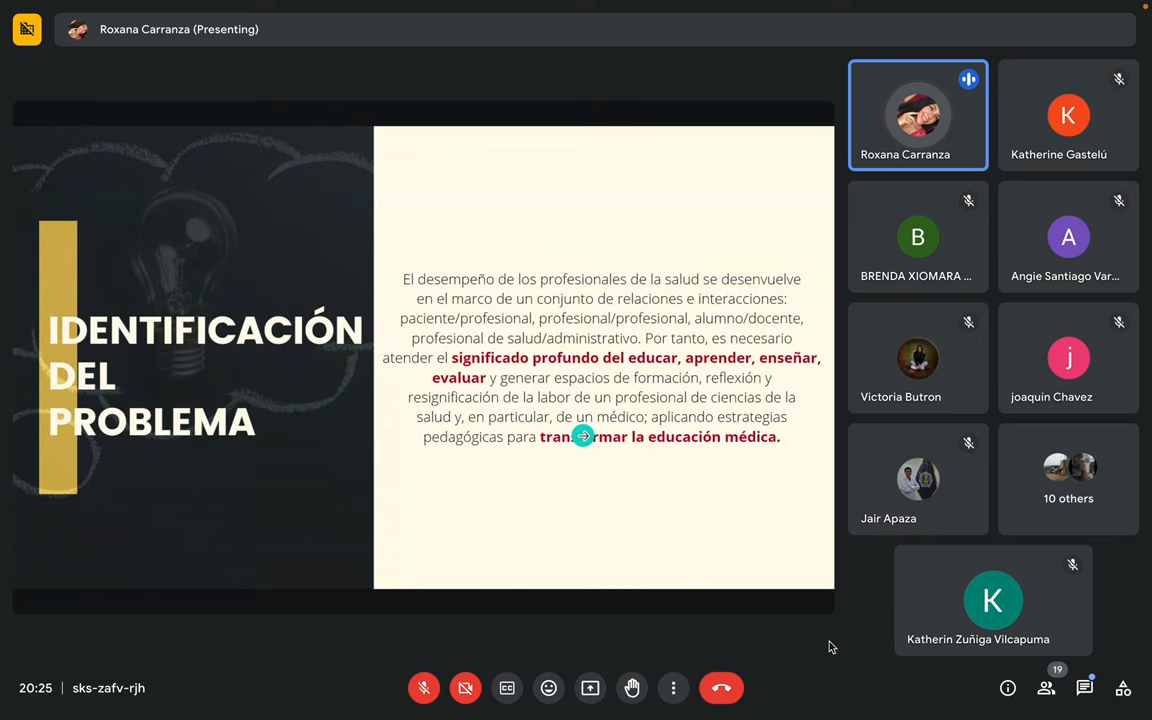 Roxana Carranza (Presenting)
IDENTIFICACIÓN
DEL
PROBLEMA
El desempeño de los profesionales de la salud se desenvuelve
en el marco de un conjunto de relaciones e interacciones:
paciente/profesional, profesional/profesional, alumno/docente,
profesional de salud/administrativo. Por tanto, es necesario
atender el significado profundo del educar, aprender, enseñar,
evaluar y generar espacios de formación, reflexión y
resignificación de la labor de un profesional de ciencias de la
salud y, en particular, de un médico; aplicando estrategias
pedagógicas para transformar la educación médica.
Roxana Carranza
K
Katherine Gastelú
B
BRENDA XIOMARA ...
A
Angie Santiago Var...
Victoria Butron
j
joaquín Chavez
Jair Apaza
10 others
K
Katherin Zuñiga Vilcapuma
20:25 | sks-zafv-rjh
CC
19